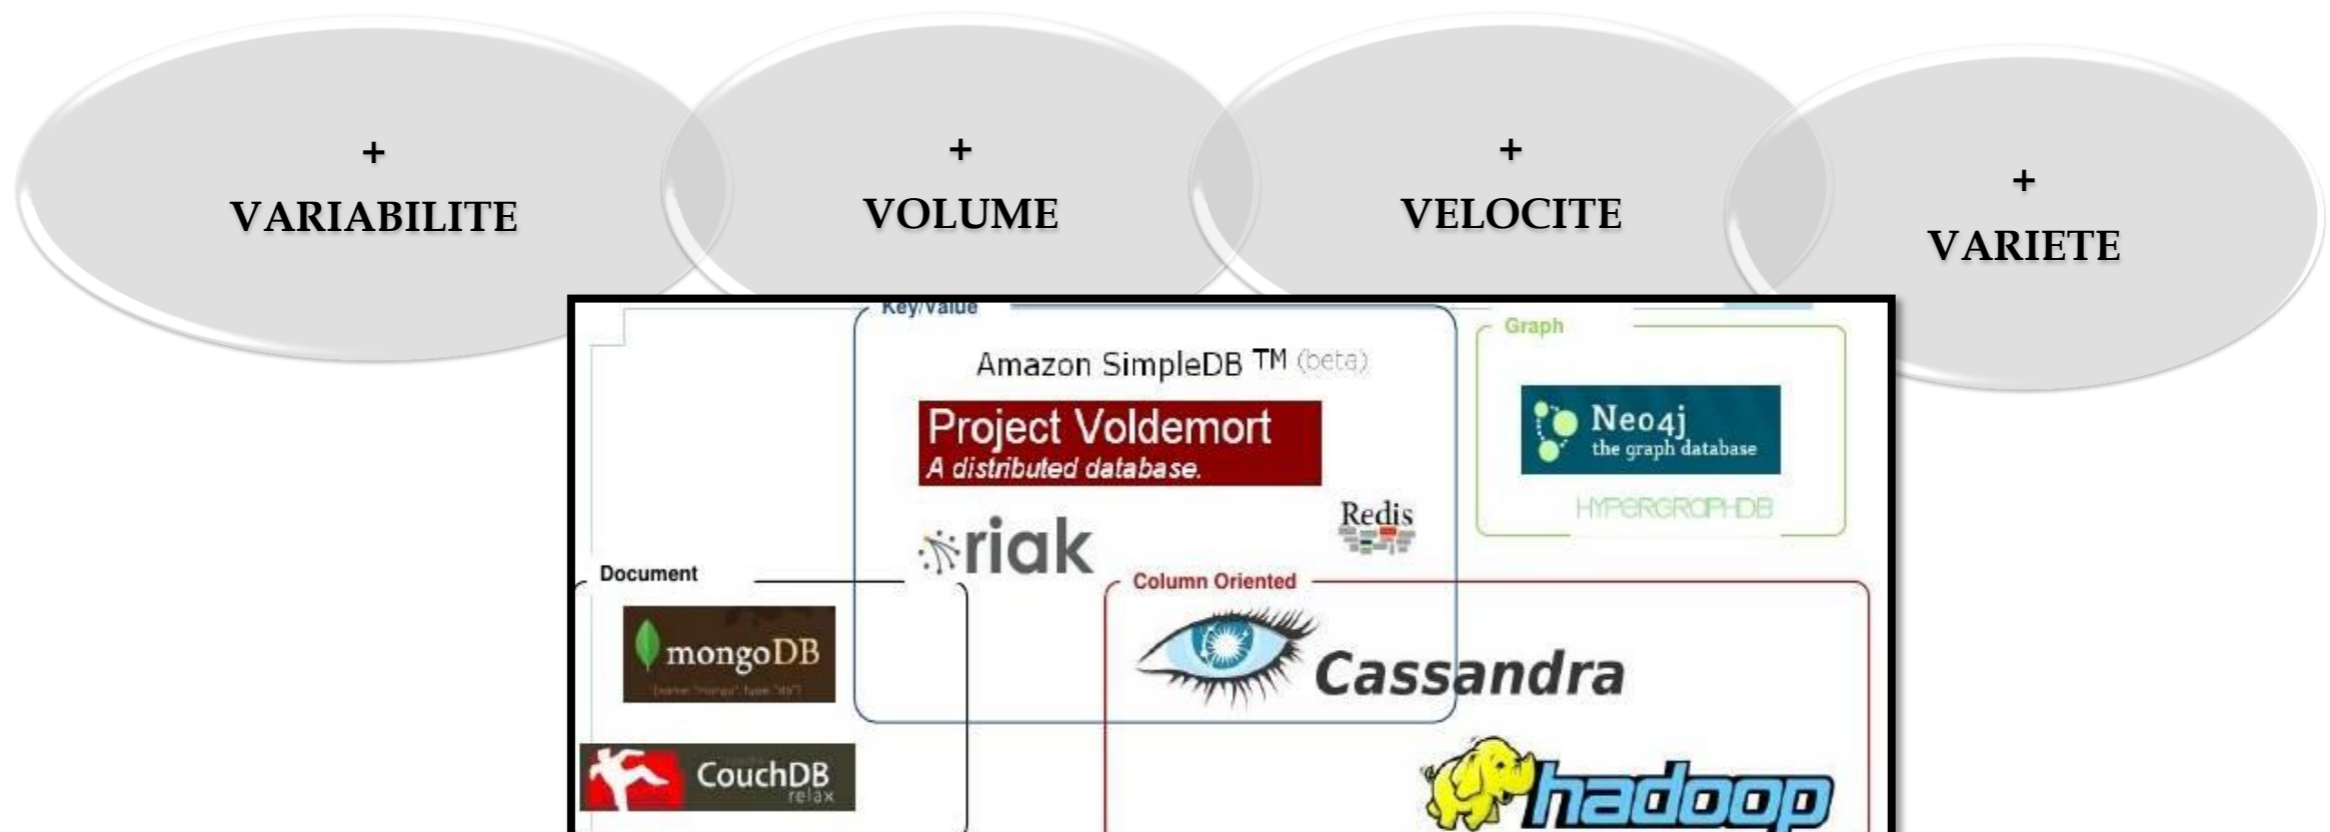 +
VARIABILITE
+
VOLUME
+
VELOCITE
+
VARIETE
Key/Value
Amazon SimpleDB TM (beta)
Project Voldemort
A distributed database.
riak
Redis
Graph
Neo4j
the graph database
HYPERGRAPHDB
Document
mongoDB
CouchDB
relax
Column Oriented
Cassandra
hadoop